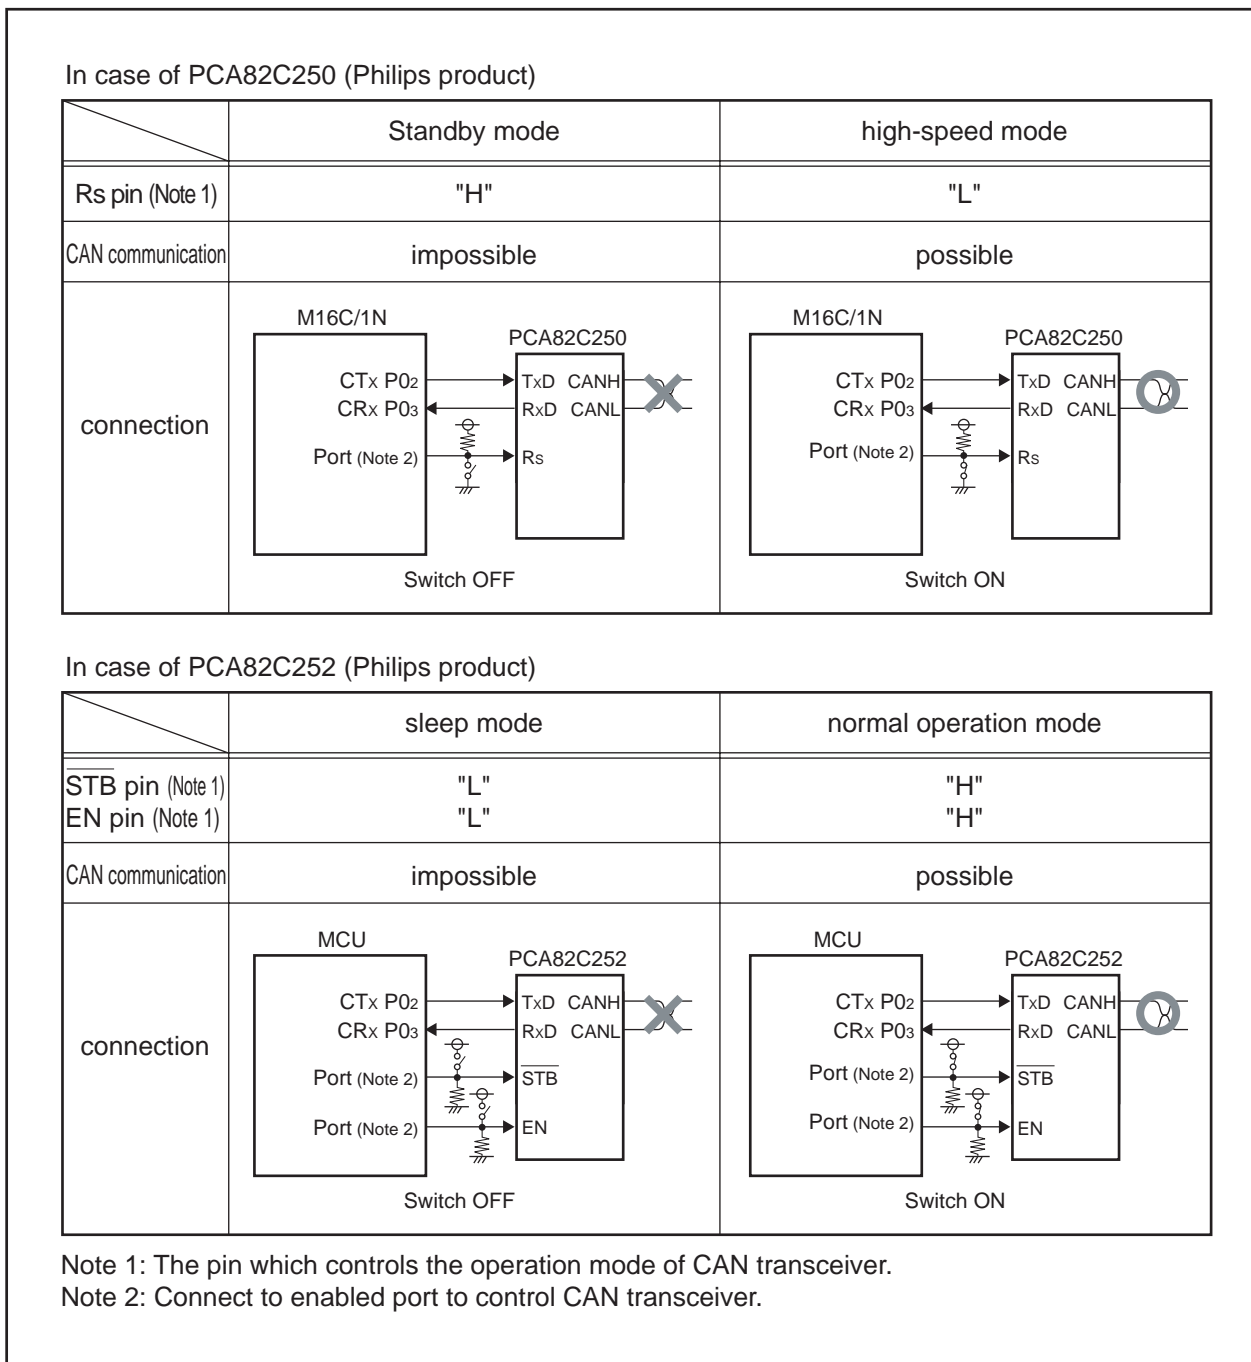 In case of PCA82C250 (Philips product)
Standby mode high-speed mode
Rs pin (Note 1) "H" "L"
CAN communication impossible possible
connection
M16C/1N
PCA82C250
CTx P02 TxD CANH
CRx P03 RxD CANL
Port (Note 2) Rs
Switch OFF
M16C/1N
PCA82C250
CTx P02 TxD CANH
CRx P03 RxD CANL
Port (Note 2) Rs
Switch ON
In case of PCA82C252 (Philips product)
sleep mode normal operation mode
STB pin (Note 1) "L" "H"
EN pin (Note 1) "L" "H"
CAN communication impossible possible
connection
MCU
PCA82C252
CTx P02 TxD CANH
CRx P03 RxD CANL
Port (Note 2) STB
Port (Note 2) EN
Switch OFF
MCU
PCA82C252
CTx P02 TxD CANH
CRx P03 RxD CANL
Port (Note 2) STB
Port (Note 2) EN
Switch ON
Note 1: The pin which controls the operation mode of CAN transceiver.
Note 2: Connect to enabled port to control CAN transceiver.